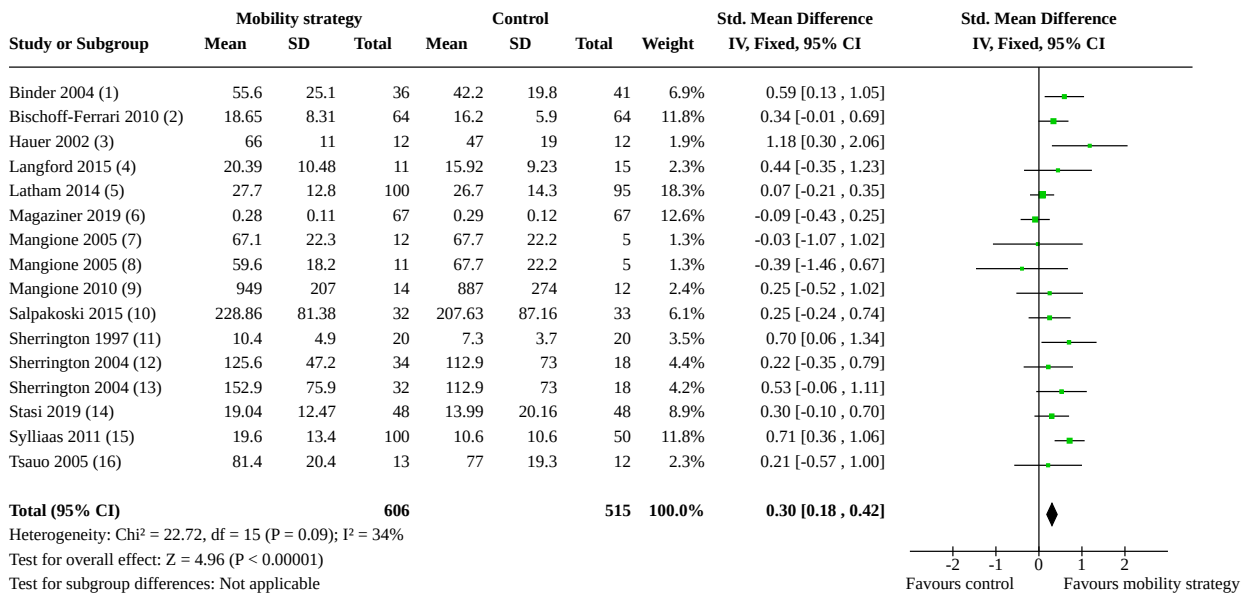 Mobility strategy Control Std. Mean Difference Std. Mean Difference
Study or Subgroup Mean SD Total Mean SD Total Weight IV, Fixed, 95% CI IV, Fixed, 95% CI
Binder 2004 (1) 55.6 25.1 36 42.2 19.8 41 6.9% 0.59 [0.13 , 1.05]
Bischoff-Ferrari 2010 (2) 18.65 8.31 64 16.2 5.9 64 11.8% 0.34 [-0.01 , 0.69]
Hauer 2002 (3) 66 11 12 47 19 12 1.9% 1.18 [0.30 , 2.06]
Langford 2015 (4) 20.39 10.48 11 15.92 9.23 15 2.3% 0.44 [-0.35 , 1.23]
Latham 2014 (5) 27.7 12.8 100 26.7 14.3 95 18.3% 0.07 [-0.21 , 0.35]
Magaziner 2019 (6) 0.28 0.11 67 0.29 0.12 67 12.6% -0.09 [-0.43 , 0.25]
Mangione 2005 (7) 67.1 22.3 12 67.7 22.2 5 1.3% -0.03 [-1.07 , 1.02]
Mangione 2005 (8) 59.6 18.2 11 67.7 22.2 5 1.3% -0.39 [-1.46 , 0.67]
Mangione 2010 (9) 949 207 14 887 274 12 2.4% 0.25 [-0.52 , 1.02]
Salpakoski 2015 (10) 228.86 81.38 32 207.63 87.16 33 6.1% 0.25 [-0.24 , 0.74]
Sherrington 1997 (11) 10.4 4.9 20 7.3 3.7 20 3.5% 0.70 [0.06 , 1.34]
Sherrington 2004 (12) 125.6 47.2 34 112.9 73 18 4.4% 0.22 [-0.35 , 0.79]
Sherrington 2004 (13) 152.9 75.9 32 112.9 73 18 4.2% 0.53 [-0.06 , 1.11]
Stasi 2019 (14) 19.04 12.47 48 13.99 20.16 48 8.9% 0.30 [-0.10 , 0.70]
Sylliaas 2011 (15) 19.6 13.4 100 10.6 10.6 50 11.8% 0.71 [0.36 , 1.06]
Tsauo 2005 (16) 81.4 20.4 13 77 19.3 12 2.3% 0.21 [-0.57 , 1.00]
Total (95% CI) 606 515 100.0% 0.30 [0.18 , 0.42]
Heterogeneity: Chi² = 22.72, df = 15 (P = 0.09); I² = 34%
Test for overall effect: Z = 4.96 (P < 0.00001)
Test for subgroup differences: Not applicable
-2 -1 0 1 2
Favours control Favours mobility strategy